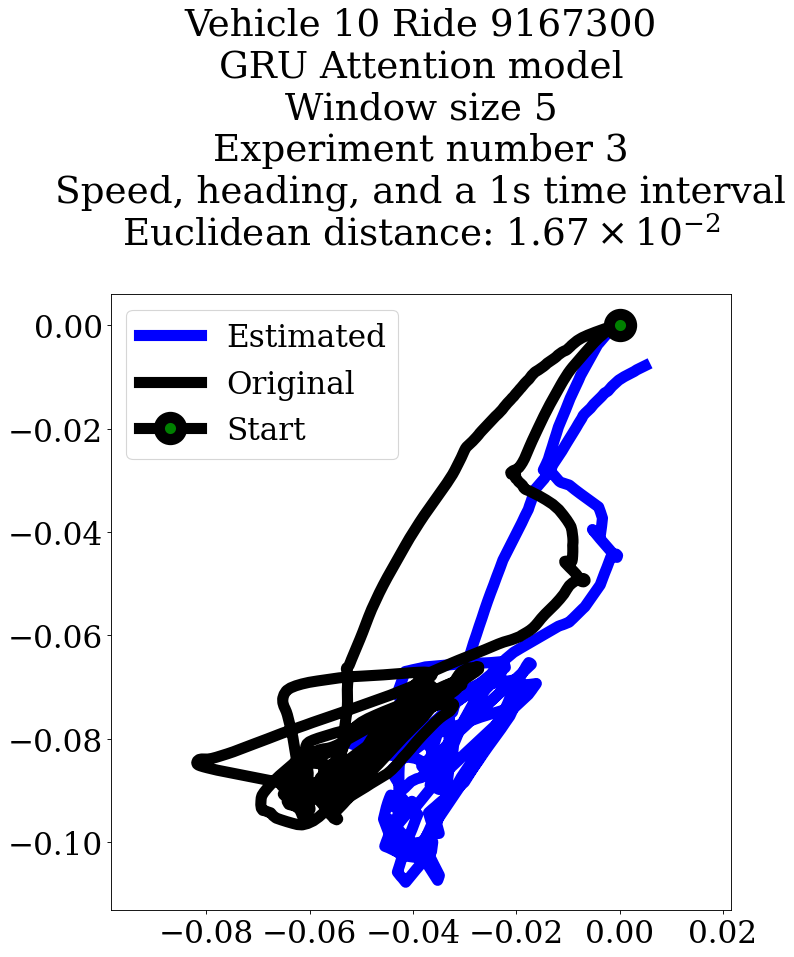 Vehicle 10 Ride 9167300
GRU Attention model
Window size 5
Experiment number 3
Speed, heading, and a 1s time interval
Euclidean distance: 1.67 × 10⁻²
Estimated
Original
Start
0.00
−0.02
−0.04
−0.06
−0.08
−0.10
−0.08 −0.06 −0.04 −0.02 0.00 0.02